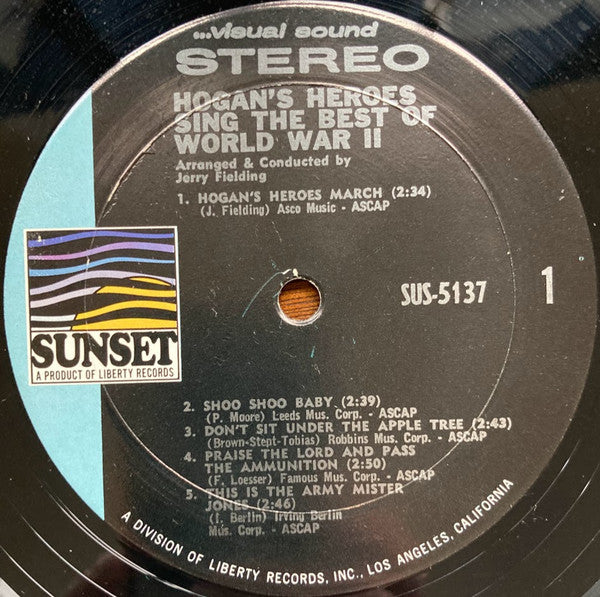 ...visual sound
STEREO
HOGAN'S HEROES
SING THE BEST OF
WORLD WAR II
Arranged & Conducted by
Jerry Fielding
1. HOGAN'S HEROES MARCH (2:34)
(J. Fielding) Asco Music - ASCAP
SUS-5137 1
SUNSET
A PRODUCT OF LIBERTY RECORDS
2. SHOO SHOO BABY (2:39)
(P. Moore) Leeds Mus. Corp. - ASCAP
3. DON'T SIT UNDER THE APPLE TREE (2:43)
(Brown-Stept-Tobias) Robbins Mus. Corp. - ASCAP
4. PRAISE THE LORD AND PASS
THE AMMUNITION (2:50)
(F. Loesser) Famous Mus. Corp. - ASCAP
5. THIS IS THE ARMY MISTER
JONES (2:46)
(I. Berlin) Irving Berlin
Mus. Corp. - ASCAP
A DIVISION OF LIBERTY RECORDS, INC., LOS ANGELES, CALIFORNIA